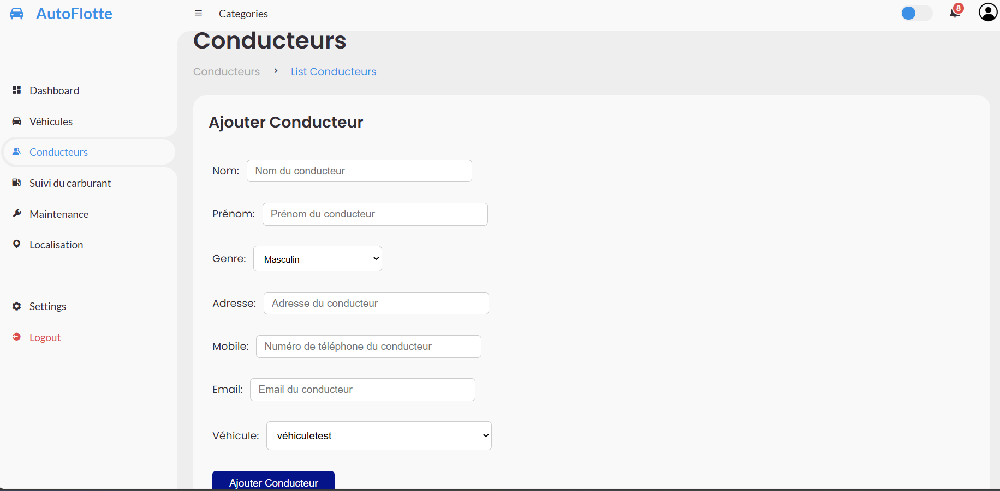 AutoFlotte
Categories
8
Conducteurs
Conducteurs > List Conducteurs
Dashboard
Véhicules
Conducteurs
Suivi du carburant
Maintenance
Localisation
Settings
Logout
Ajouter Conducteur
Nom: Nom du conducteur
Prénom: Prénom du conducteur
Genre: Masculin
Adresse: Adresse du conducteur
Mobile: Numéro de téléphone du conducteur
Email: Email du conducteur
Véhicule: véhiculetest
Ajouter Conducteur